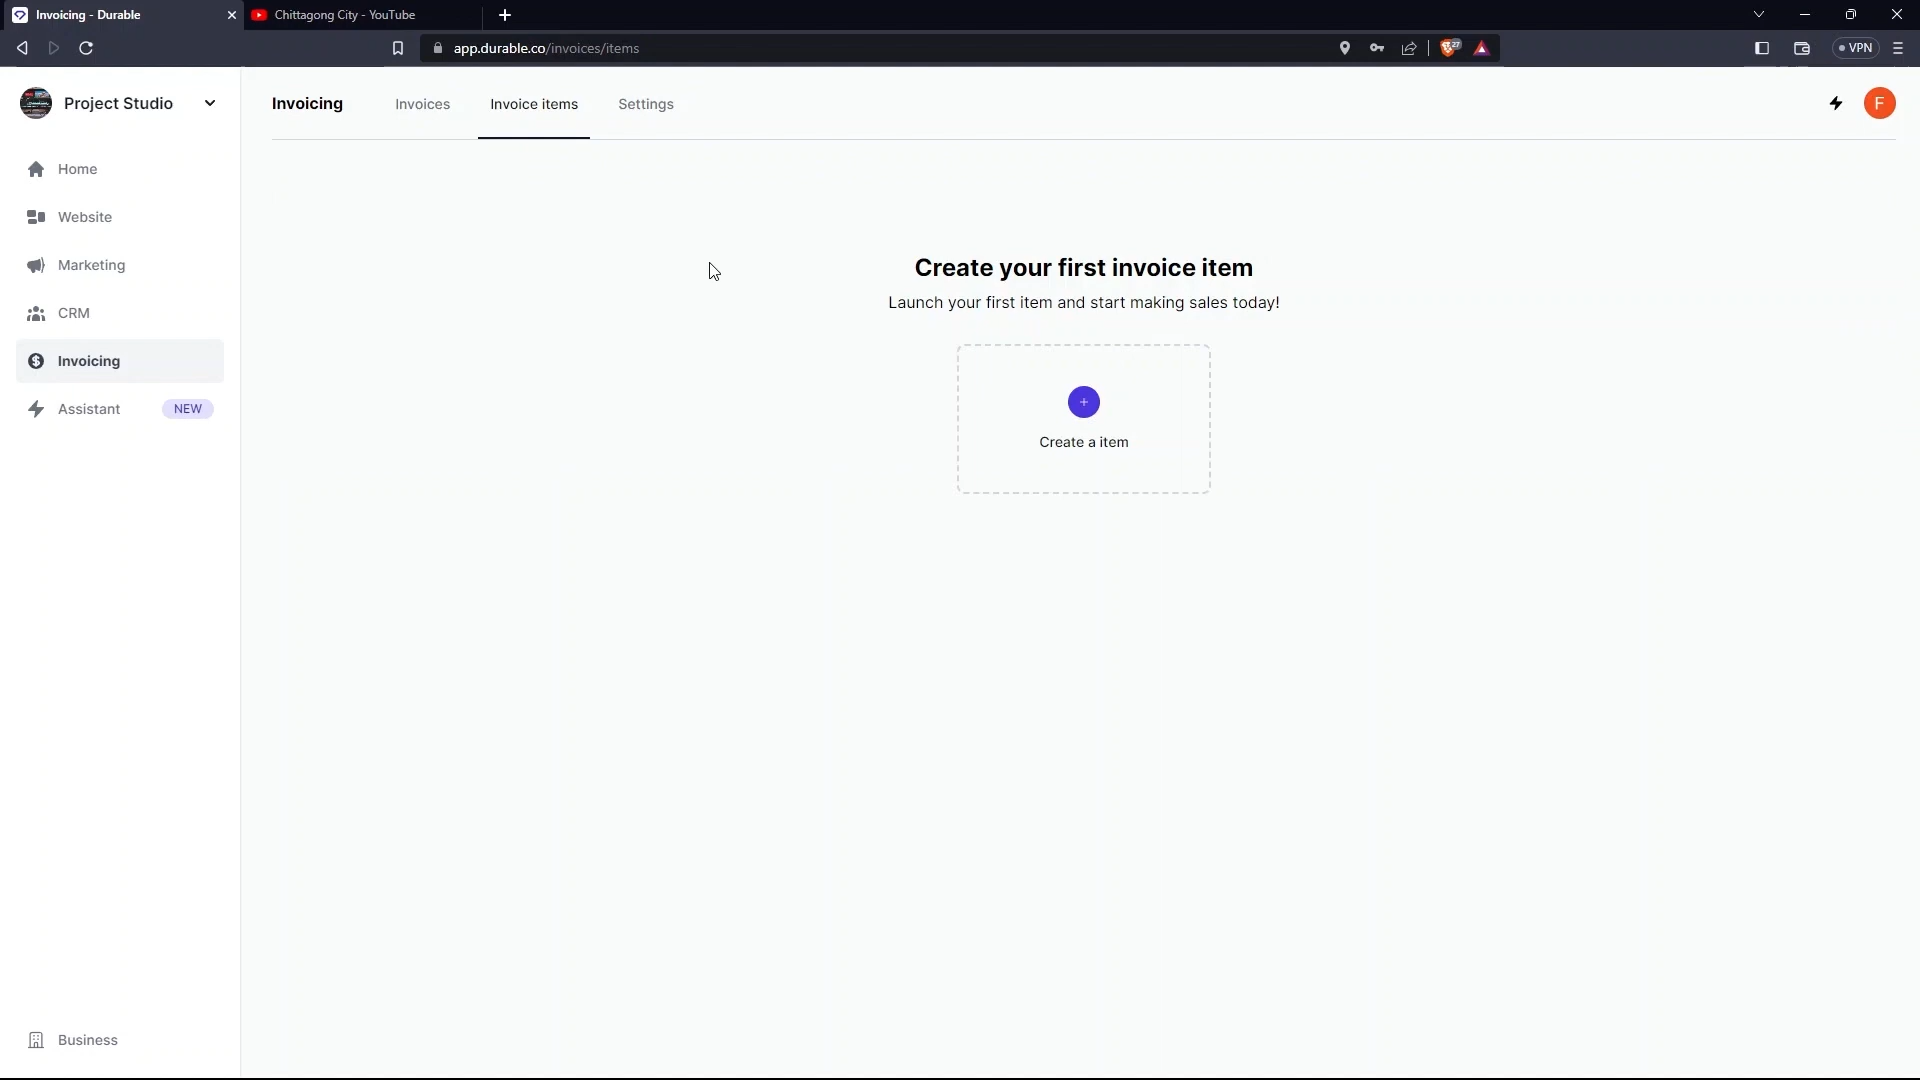 Invoicing - Durable
Chittagong City - YouTube
app.durable.co/invoices/items
27
VPN
Project Studio
Invoicing
Invoices
Invoice items
Settings
F
Home
Website
Marketing
CRM
Invoicing
Assistant
NEW
Create your first invoice item
Launch your first item and start making sales today!
Create a item
Business